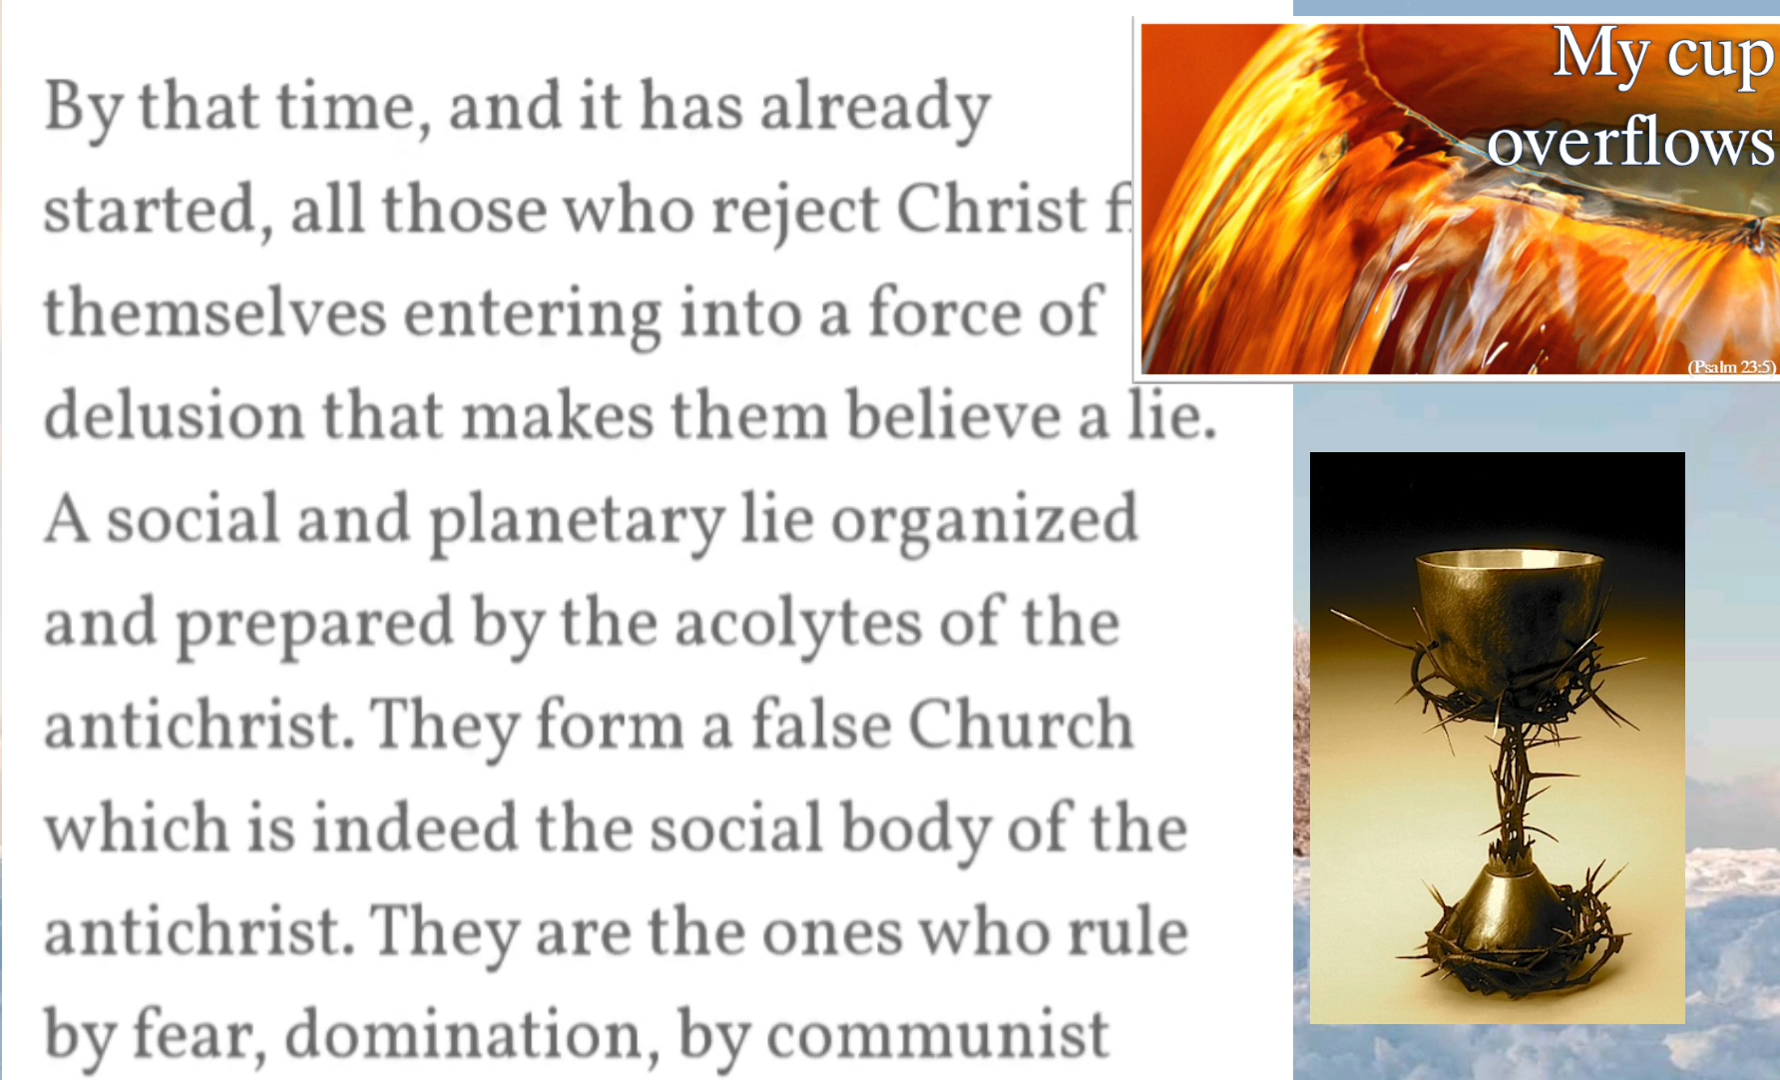 By that time, and it has already
started, all those who reject Christ
themselves entering into a force of
delusion that makes them believe a lie.
A social and planetary lie organized
and prepared by the acolytes of the
antichrist. They form a false Church
which is indeed the social body of the
antichrist. They are the ones who rule
by fear, domination, by communist
My cup
overflows
(Psalm 23:5)